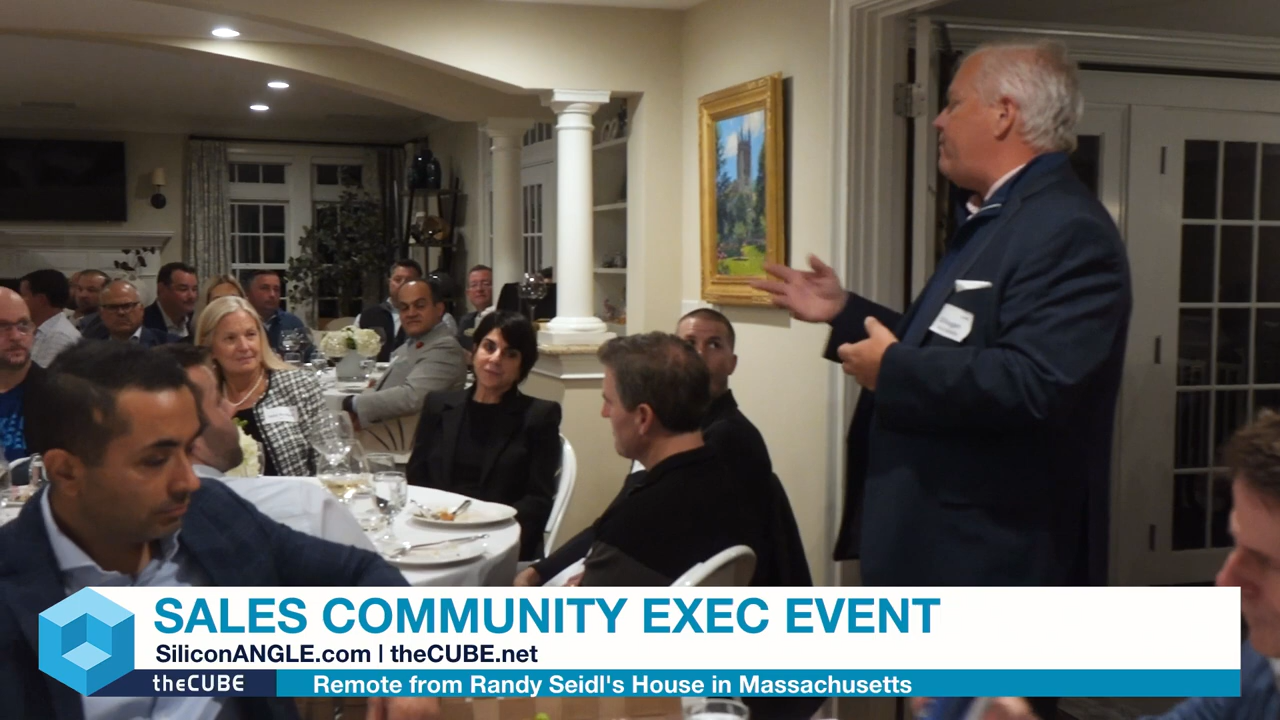 SALES COMMUNITY EXEC EVENT
SiliconANGLE.com | theCUBE.net
theCUBE
Remote from Randy Seidl's House in Massachusetts